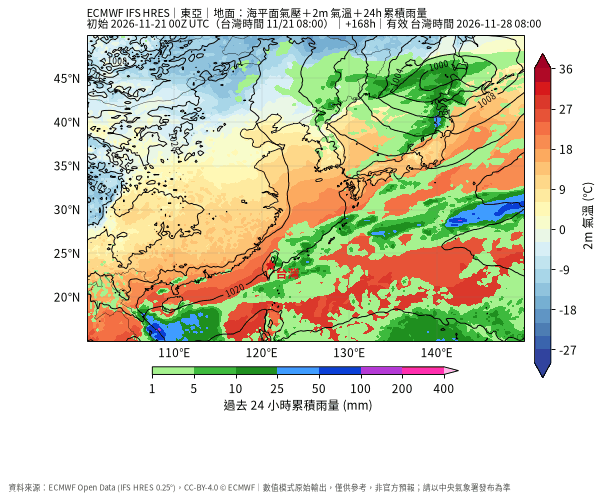 ECMWF IFS HRES｜東亞｜地面：海平面氣壓＋2m 氣溫＋24h 累積雨量
初始 2026-11-21 00Z UTC（台灣時間 11/21 08:00）｜+168h｜有效 台灣時間 2026-11-28 08:00
45°N
40°N
35°N
30°N
25°N
20°N
110°E
120°E
130°E
140°E
1000
1008
1020
台灣
36
27
18
9
0
-9
-18
-27
2m 氣溫 (°C)
1
5
10
25
50
100
200
400
過去 24 小時累積雨量 (mm)
資料來源：ECMWF Open Data (IFS HRES 0.25°)，CC-BY-4.0 © ECMWF｜數值模式原始輸出，僅供參考，非官方預報；請以中央氣象署發布為準